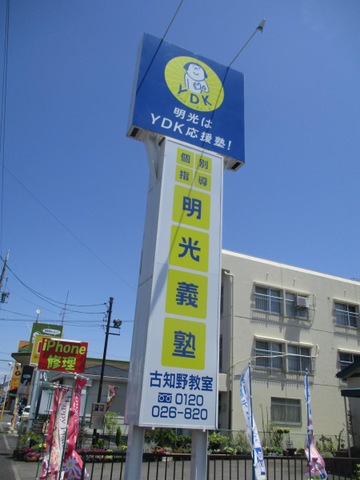 YDK
明光は
YDK応援塾!
個別
指導
明光義塾
古知野教室
0120
026-820
iPhone
修理